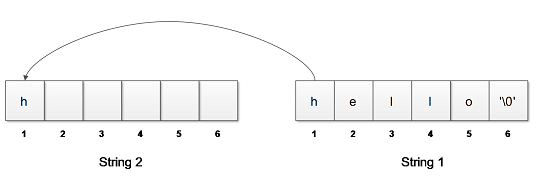 h h e l l o '\0'
1 2 3 4 5 6 1 2 3 4 5 6
String 2 String 1